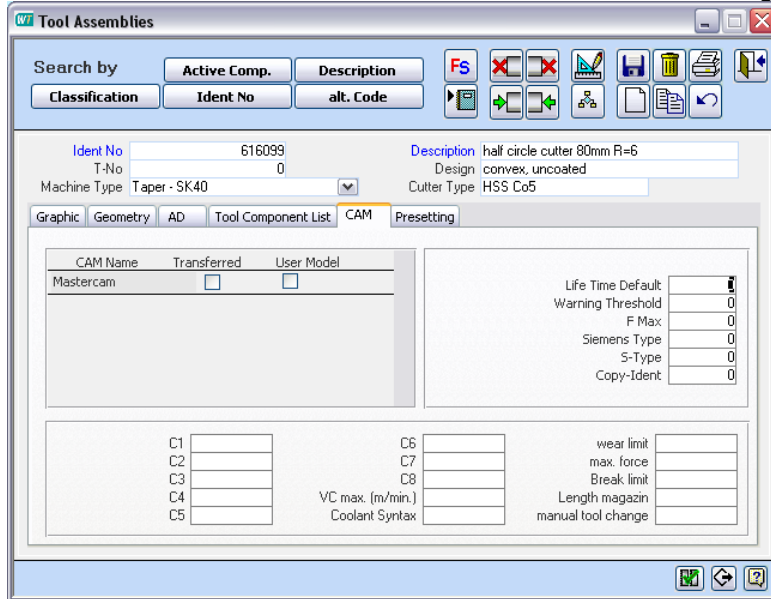 WT Tool Assemblies
Search by Active Comp. Description FS
Classification Ident No alt. Code
Ident No 616099 Description half circle cutter 80mm R=6
T-No 0 Design convex, uncoated
Machine Type Taper - SK40 Cutter Type HSS Co5
Graphic Geometry AD Tool Component List CAM Presetting
CAM Name Transferred User Model
Mastercam
Life Time Default
Warning Threshold 0
F Max 0
Siemens Type 0
S-Type 0
Copy-Ident 0
C1 C6 wear limit
C2 C7 max. force
C3 C8 Break limit
C4 VC max. (m/min.) Length magazin
C5 Coolant Syntax manual tool change